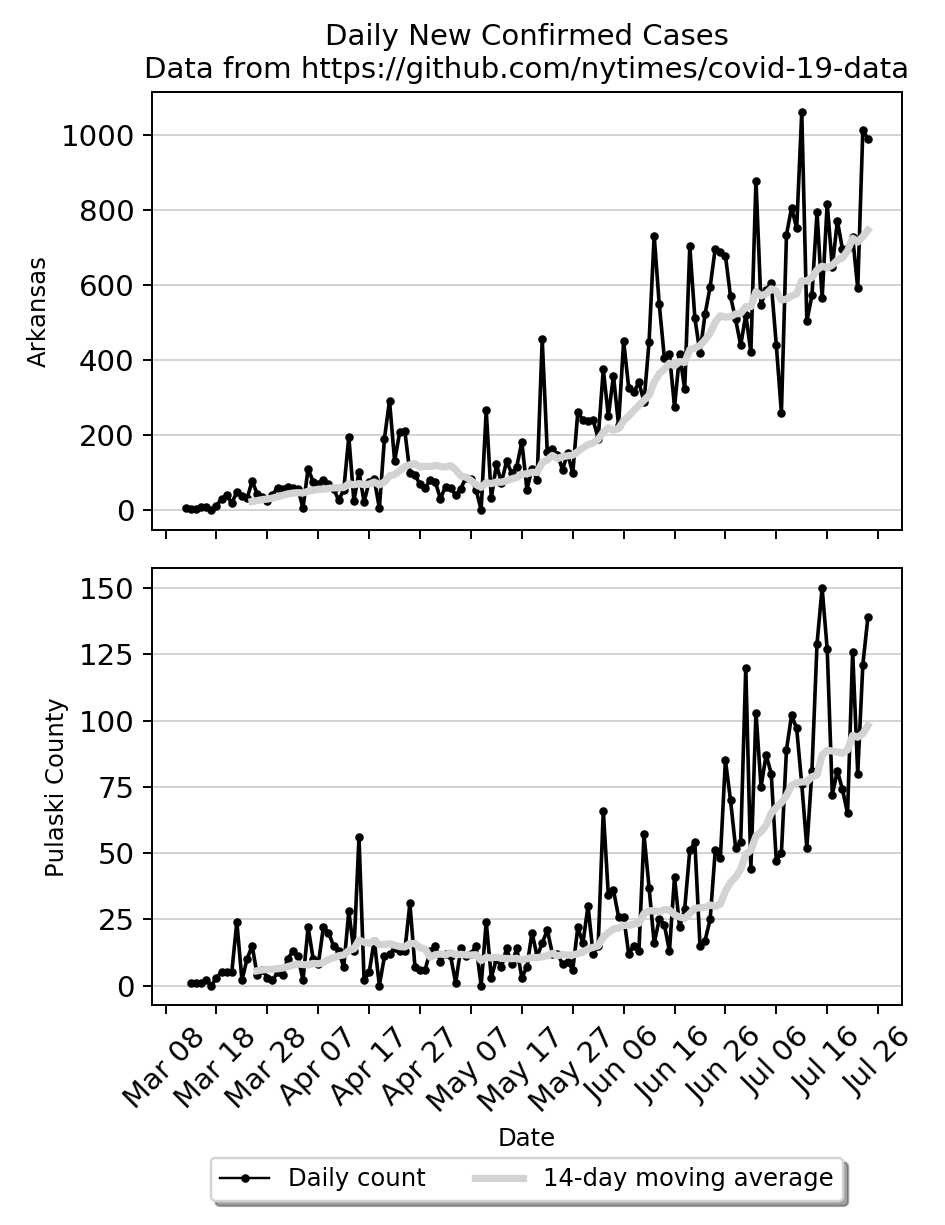 Daily New Confirmed Cases
Data from https://github.com/nytimes/covid-19-data
1000
800
600
400
200
0
Arkansas
150
125
100
75
50
25
0
Pulaski County
Mar 08
Mar 18
Mar 28
Apr 07
Apr 17
Apr 27
May 07
May 17
May 27
Jun 06
Jun 16
Jun 26
Jul 06
Jul 16
Jul 26
Date
Daily count
14-day moving average